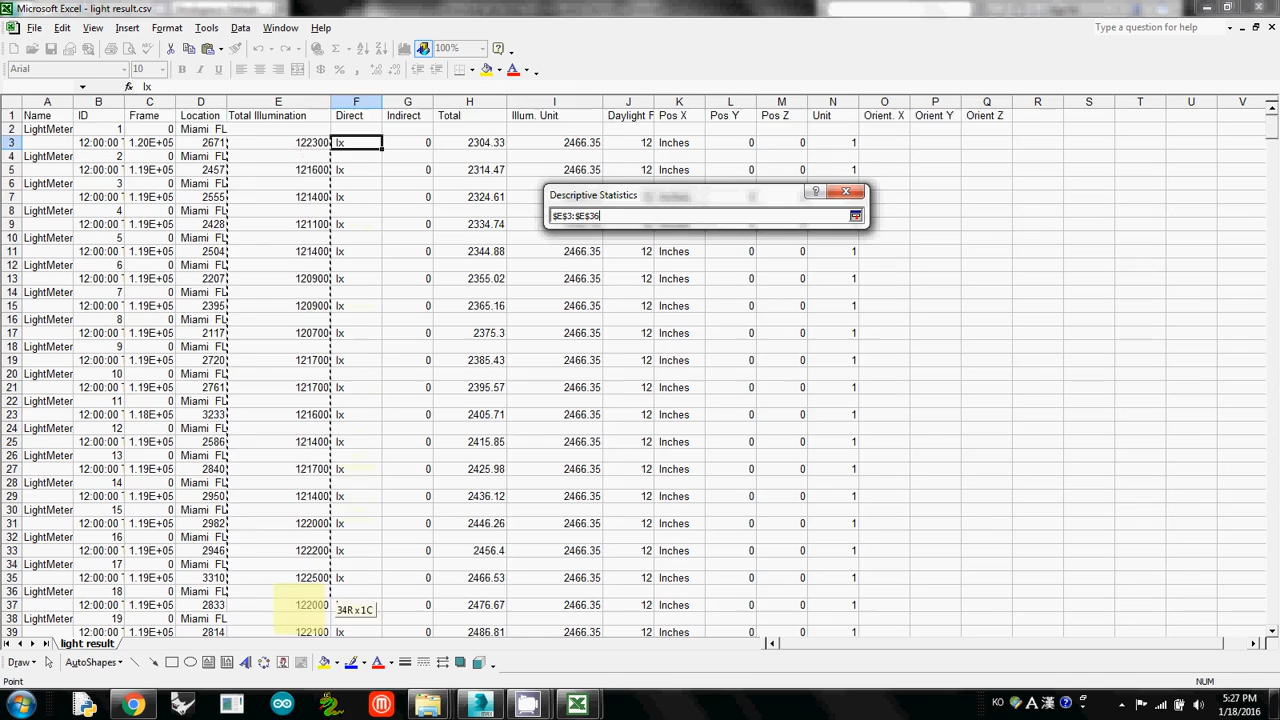 Microsoft Excel - light result.csv
File Edit View Insert Format Tools Data Window Help Type a question for help
100%
Arial 10
lx
A B C D E F G H I J K L M N O P Q R S T U V
1 Name ID Frame Location Total Illumination Direct Indirect Total Illum. Unit Daylight F Pos X Pos Y Pos Z Unit Orient. X Orient Y Orient Z
2 LightMeter 1 0 Miami FL
3 12:00:00 1.20E+05 2671 122300 lx 0 2304.33 2466.35 12 Inches 0 0 1
4 LightMeter 2 0 Miami FL
5 12:00:00 1.19E+05 2457 121600 lx 0 2314.47 2466.35 12 Inches 0 0 1
6 LightMeter 3 0 Miami FL
7 12:00:00 1.19E+05 2555 121400 lx 0 2324.61 2466.35 12 Inches 0 0 1
8 LightMeter 4 0 Miami FL
9 12:00:00 1.19E+05 2428 121100 lx 0 2334.74 2466.35 12 Inches 0 0 1
10 LightMeter 5 0 Miami FL
11 12:00:00 1.19E+05 2504 121400 lx 0 2344.88 2466.35 12 Inches 0 0 1
12 LightMeter 6 0 Miami FL
13 12:00:00 1.19E+05 2207 120900 lx 0 2355.02 2466.35 12 Inches 0 0 1
14 LightMeter 7 0 Miami FL
15 12:00:00 1.19E+05 2395 120900 lx 0 2365.16 2466.35 12 Inches 0 0 1
16 LightMeter 8 0 Miami FL
17 12:00:00 1.19E+05 2117 120700 lx 0 2375.3 2466.35 12 Inches 0 0 1
18 LightMeter 9 0 Miami FL
19 12:00:00 1.19E+05 2720 121700 lx 0 2385.43 2466.35 12 Inches 0 0 1
20 LightMeter 10 0 Miami FL
21 12:00:00 1.19E+05 2761 121700 lx 0 2395.57 2466.35 12 Inches 0 0 1
22 LightMeter 11 0 Miami FL
23 12:00:00 1.18E+05 3233 121600 lx 0 2405.71 2466.35 12 Inches 0 0 1
24 LightMeter 12 0 Miami FL
25 12:00:00 1.19E+05 2586 121400 lx 0 2415.85 2466.35 12 Inches 0 0 1
26 LightMeter 13 0 Miami FL
27 12:00:00 1.19E+05 2840 121700 lx 0 2425.98 2466.35 12 Inches 0 0 1
28 LightMeter 14 0 Miami FL
29 12:00:00 1.19E+05 2950 121400 lx 0 2436.12 2466.35 12 Inches 0 0 1
30 LightMeter 15 0 Miami FL
31 12:00:00 1.19E+05 2982 122000 lx 0 2446.26 2466.35 12 Inches 0 0 1
32 LightMeter 16 0 Miami FL
33 12:00:00 1.19E+05 2946 122200 lx 0 2456.4 2466.35 12 Inches 0 0 1
34 LightMeter 17 0 Miami FL
35 12:00:00 1.19E+05 3310 122500 lx 0 2466.53 2466.35 12 Inches 0 0 1
36 LightMeter 18 0 Miami FL
37 12:00:00 1.19E+05 2833 122000 0 2476.67 2466.35 12 Inches 0 0 1
38 LightMeter 19 0 Miami FL
39 12:00:00 1.19E+05 2814 122100 lx 0 2486.81 2466.35 12 Inches 0 0 1
Descriptive Statistics
$E$3:$E$36
34R x 1C
light result
Draw AutoShapes
Point NUM
KO A 漢 5:27 PM
1/18/2016